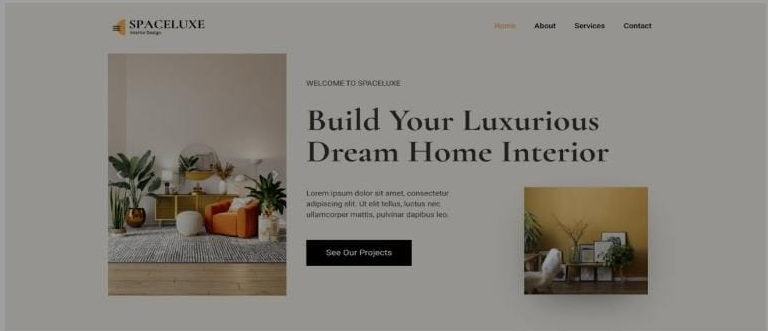 SPACELUXE
Interior Design
Home
About
Services
Contact
WELCOME TO SPACELUXE
Build Your Luxurious
Dream Home Interior
Lorem ipsum dolor sit amet, consectetur
adipiscing elit. Ut elit tellus, luctus nec
ullamcorper mattis, pulvinar dapibus leo.
See Our Projects